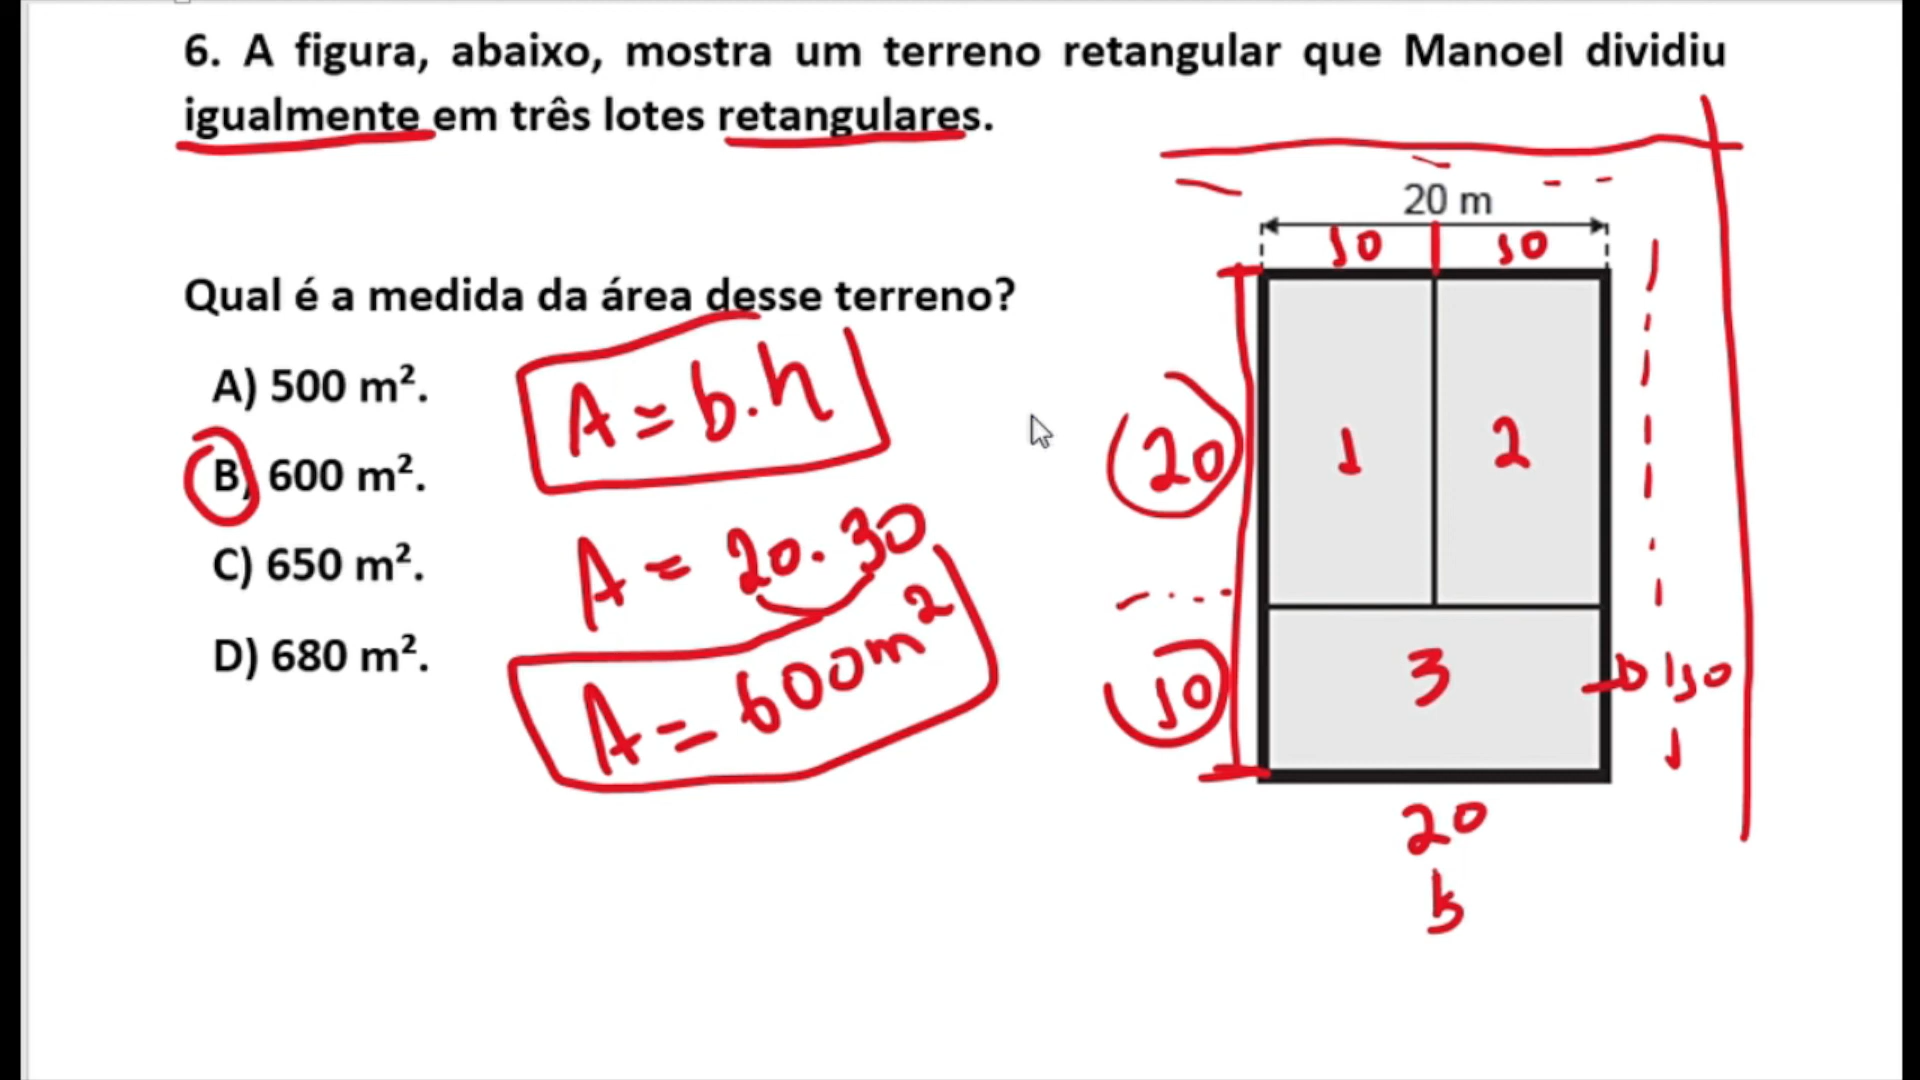 6. A figura, abaixo, mostra um terreno retangular que Manoel dividiu
igualmente em três lotes retangulares.
20 m
10 10
Qual é a medida da área desse terreno?
A) 500 m².
B) 600 m².
C) 650 m².
D) 680 m².
A = b.h
A = 20.30
A = 600m²
20
1
2
10
3
20
b